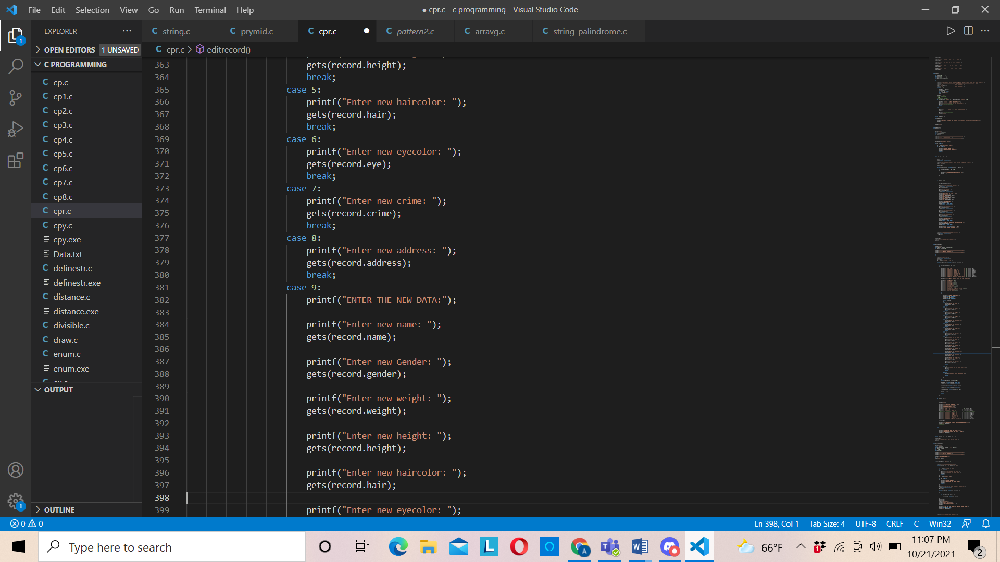 File Edit Selection View Go Run Terminal Help
● cpr.c - c programming - Visual Studio Code
EXPLORER ···
string.c
prymid.c
cpr.c
pattern2.c
arravg.c
string_palindrome.c
OPEN EDITORS 1 UNSAVED
cpr.c > editrecord()
C PROGRAMMING
cp.c
cp1.c
cp2.c
cp3.c
cp4.c
cp5.c
cp6.c
cp7.c
cp8.c
cpr.c
cpy.c
cpy.exe
Data.txt
definestr.c
definestr.exe
distance.c
distance.exe
divisible.c
draw.c
enum.c
enum.exe
OUTPUT
OUTLINE
363 gets(record.height);
364 break;
365 case 5:
366 printf("Enter new haircolor: ");
367 gets(record.hair);
368 break;
369 case 6:
370 printf("Enter new eyecolor: ");
371 gets(record.eye);
372 break;
373 case 7:
374 printf("Enter new crime: ");
375 gets(record.crime);
376 break;
377 case 8:
378 printf("Enter new address: ");
379 gets(record.address);
380 break;
381 case 9:
382 printf("ENTER THE NEW DATA:");
383
384 printf("Enter new name: ");
385 gets(record.name);
386
387 printf("Enter new Gender: ");
388 gets(record.gender);
389
390 printf("Enter new weight: ");
391 gets(record.weight);
392
393 printf("Enter new height: ");
394 gets(record.height);
395
396 printf("Enter new haircolor: ");
397 gets(record.hair);
398
399 printf("Enter new eyecolor: ");
0 0
Ln 398, Col 1 Tab Size: 4 UTF-8 CRLF C Win32
Type here to search
66°F
11:07 PM
10/21/2021
2